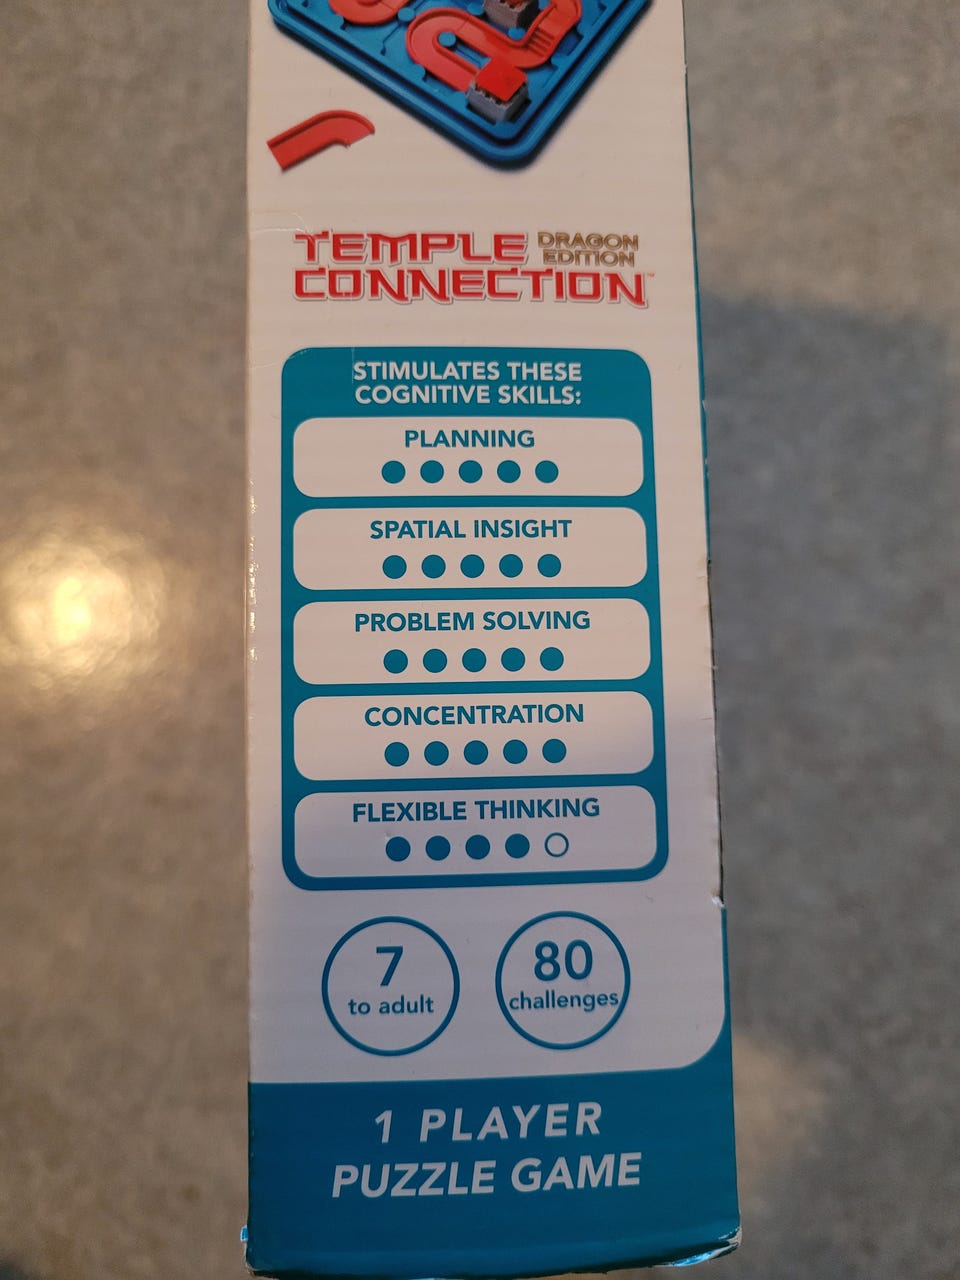 TEMPLE DRAGON EDITION
CONNECTION™
STIMULATES THESE
COGNITIVE SKILLS:
PLANNING
SPATIAL INSIGHT
PROBLEM SOLVING
CONCENTRATION
FLEXIBLE THINKING
7
to adult
80
challenges
1 PLAYER
PUZZLE GAME